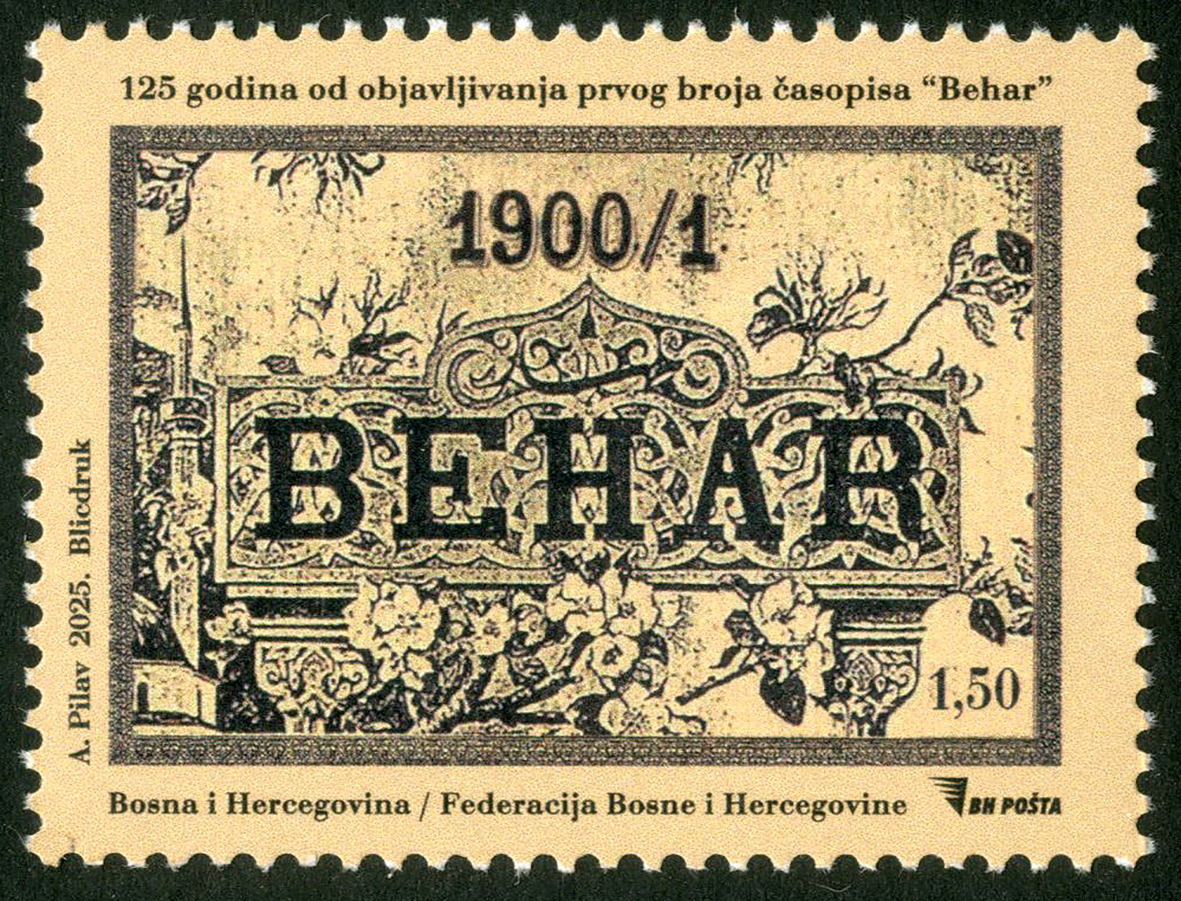 125 godina od objavljivanja prvog broja časopisa “Behar”
1900/1
BEHAR
1,50
A. Pilav 2025. Blicdruk
Bosna i Hercegovina / Federacija Bosne i Hercegovine
BH POŠTA